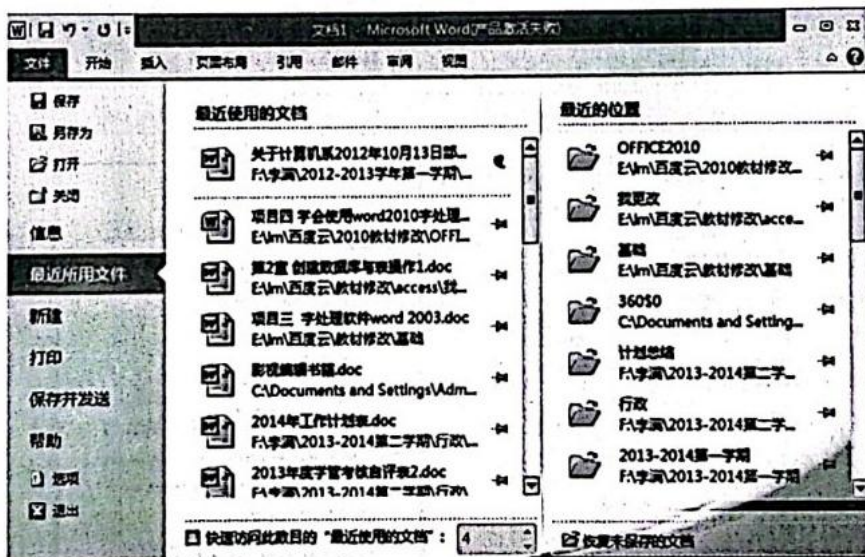 文档1 - Microsoft Word(产品激活失败)
文件 开始 插入 页面布局 引用 邮件 审阅 视图
保存
另存为
打开
关闭
信息
最近所用文件
新建
打印
保存并发送
帮助
选项
退出
最近使用的文档
关于计算机系2012年10月13日部...
F:\李满\2012-2013学年第一学期\...
项目四 学会使用word2010字处理...
E:\lm\百度云\2010教材修改\OFFI...
第2章 创建数据库与表操作1.doc
E:\lm\百度云\教材修改\access\我...
项目三 字处理软件word 2003.doc
E:\lm\百度云\教材修改\基础
影视编辑书籍.doc
C:\Documents and Settings\Adm...
2014年工作计划表.doc
F:\李满\2013-2014第二学期\行政\...
2013年度学管考核自评表2.doc
F:\李满\2013-2014第二学期\行政\
快速访问此数目的“最近使用的文档”: 4
最近的位置
OFFICE2010
E:\lm\百度云\2010教材修改...
我更改
E:\lm\百度云\教材修改\acce...
基础
E:\lm\百度云\教材修改\基础
360$0
C:\Documents and Setting...
计划总结
F:\李满\2013-2014第二学...
行政
F:\李满\2013-2014第二学...
2013-2014第一学期
F:\李满\2013-2014第一学期
恢复未保存的文档